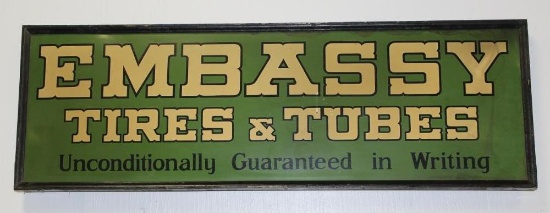 EMBASSY
TIRES & TUBES
Unconditionally Guaranteed in Writing